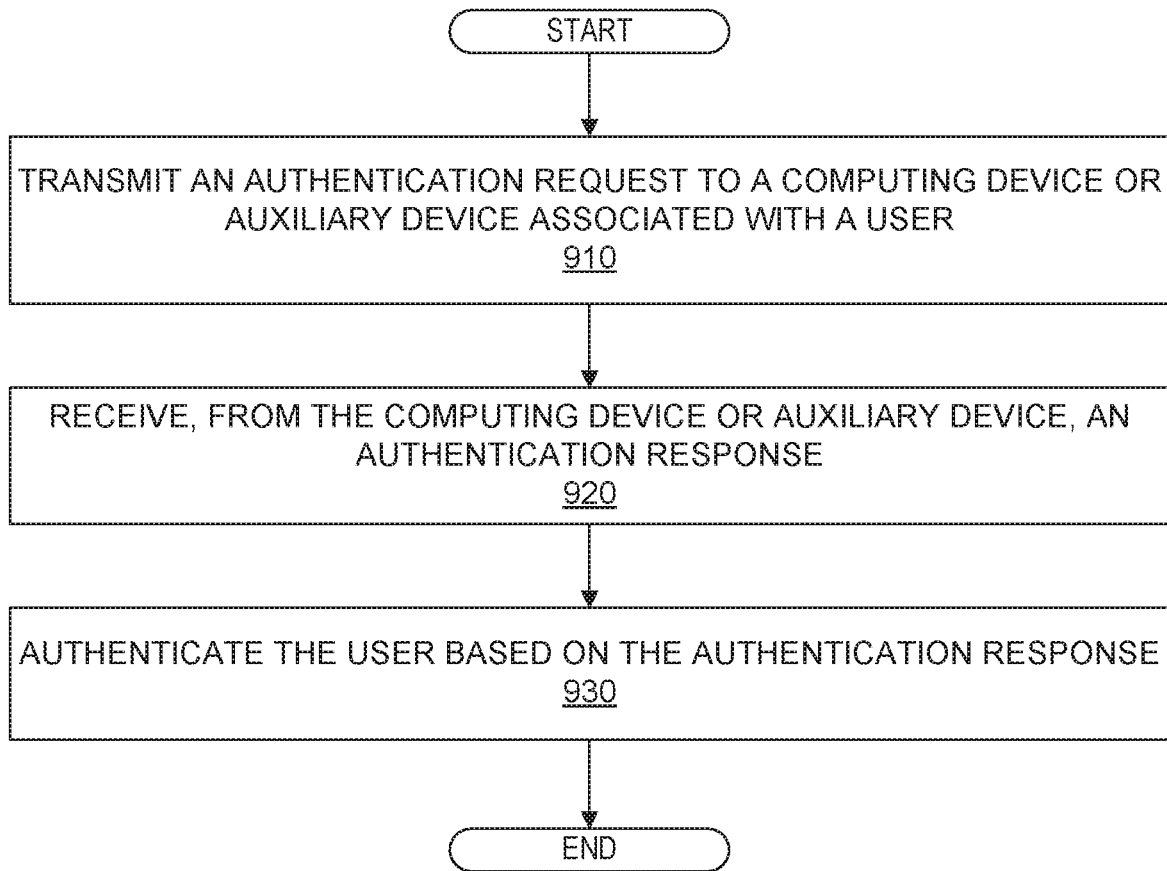 START
TRANSMIT AN AUTHENTICATION REQUEST TO A COMPUTING DEVICE OR
AUXILIARY DEVICE ASSOCIATED WITH A USER
910
RECEIVE, FROM THE COMPUTING DEVICE OR AUXILIARY DEVICE, AN
AUTHENTICATION RESPONSE
920
AUTHENTICATE THE USER BASED ON THE AUTHENTICATION RESPONSE
930
END